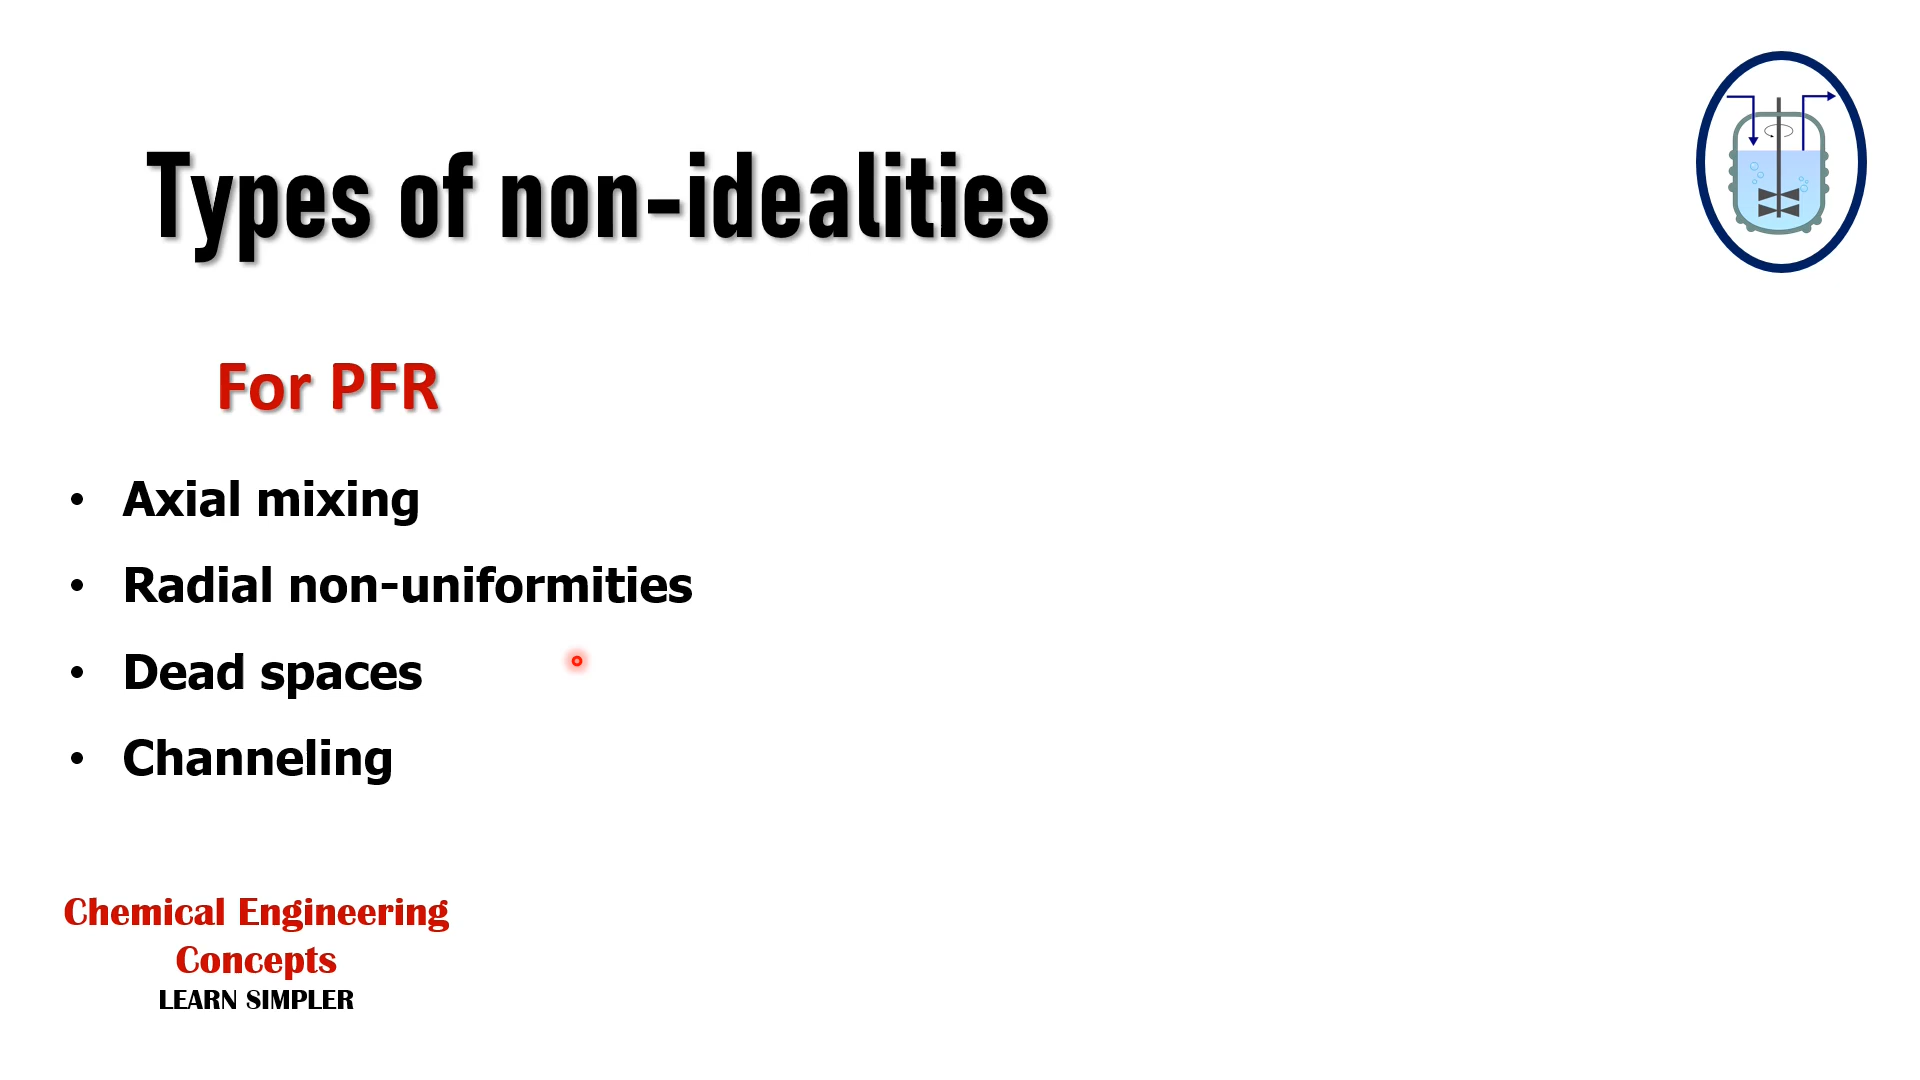 Types of non-idealities
For PFR
• Axial mixing
• Radial non-uniformities
• Dead spaces
• Channeling
Chemical Engineering
Concepts
LEARN SIMPLER